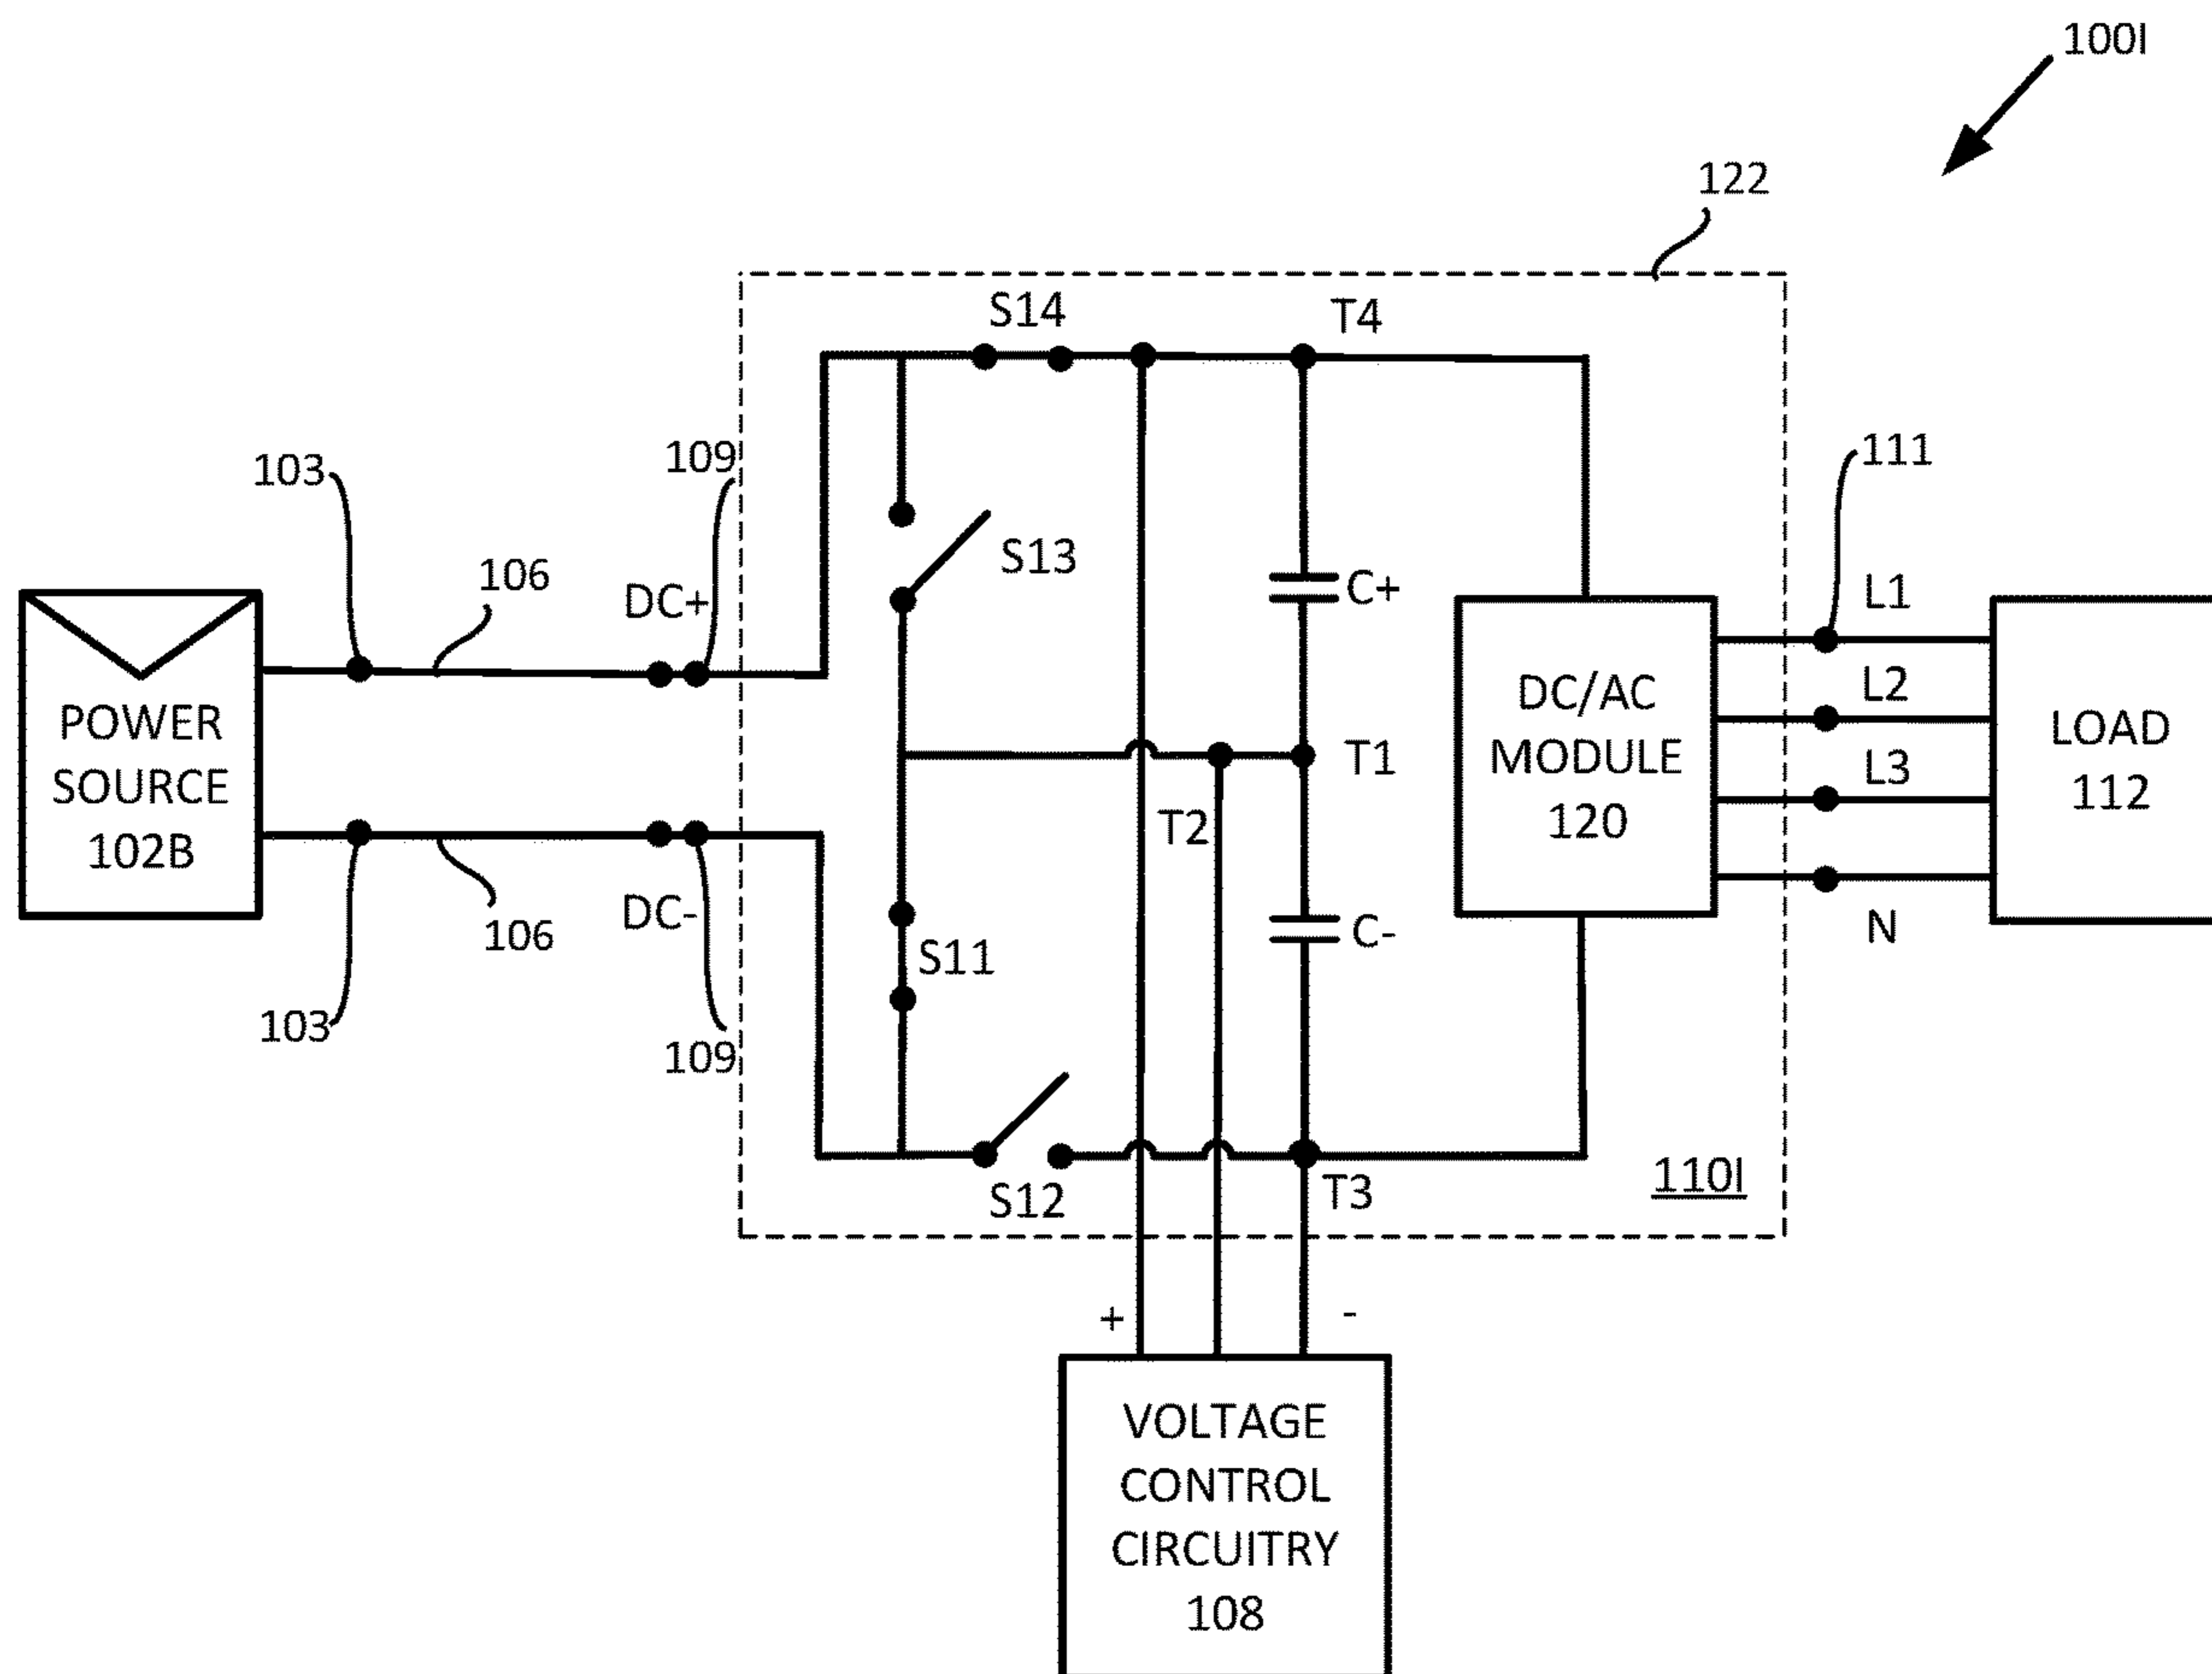 100I
122
S14
T4
109
111
103
S13
106
DC+
C+
L1
POWER
SOURCE
102B
DC/AC
MODULE
120
L2
LOAD
112
T1
L3
T2
106
DC-
C-
N
S11
103
109
110I
S12
T3
+
-
VOLTAGE
CONTROL
CIRCUITRY
108